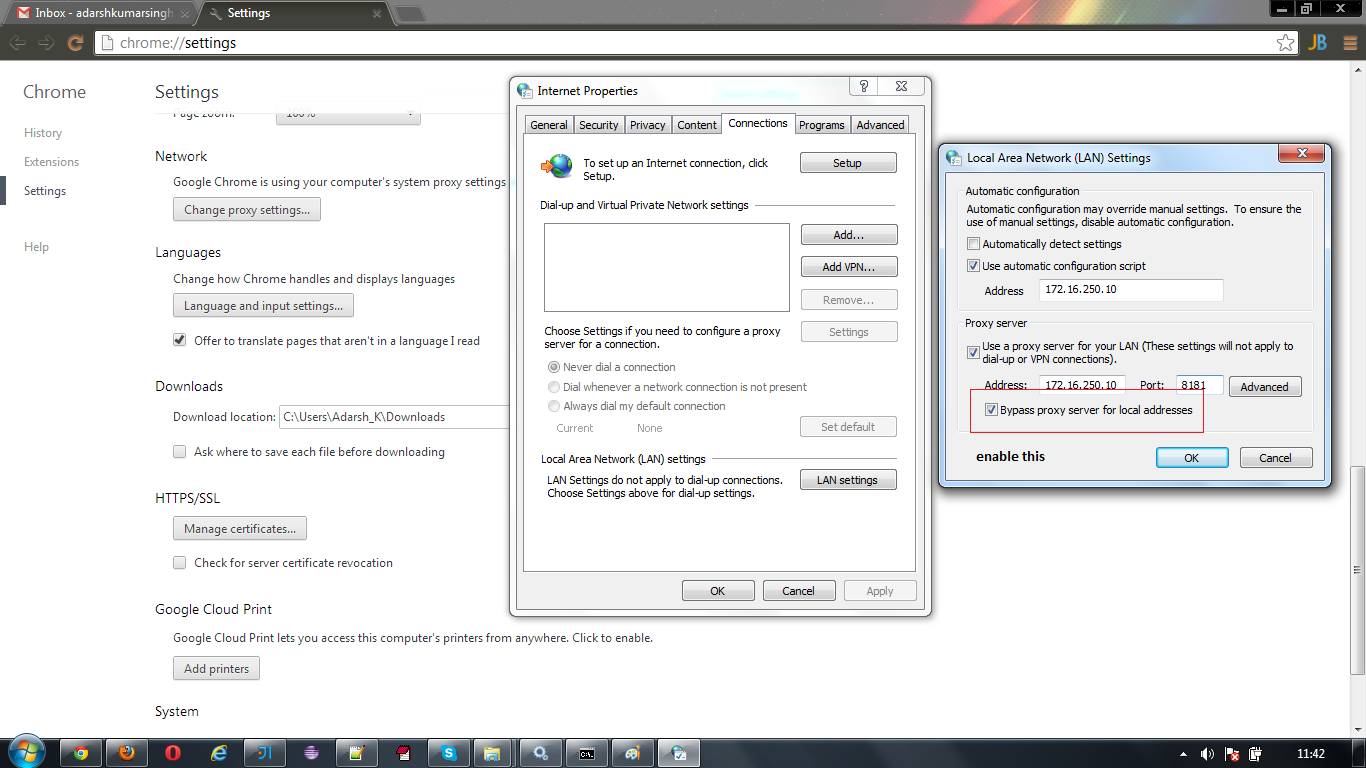 Inbox - adarshkumarsingh
Settings
chrome://settings
JB
Chrome
History
Extensions
Settings
Help
Settings
Page zoom:
100%
Network
Google Chrome is using your computer's system proxy settings
Change proxy settings...
Languages
Change how Chrome handles and displays languages
Language and input settings...
Offer to translate pages that aren't in a language I read
Downloads
Download location:
C:\Users\Adarsh_K\Downloads
Ask where to save each file before downloading
HTTPS/SSL
Manage certificates...
Check for server certificate revocation
Google Cloud Print
Google Cloud Print lets you access this computer's printers from anywhere. Click to enable.
Add printers
System
Internet Properties
General
Security
Privacy
Content
Connections
Programs
Advanced
To set up an Internet connection, click
Setup.
Setup
Dial-up and Virtual Private Network settings
Add...
Add VPN...
Remove...
Choose Settings if you need to configure a proxy
server for a connection.
Settings
Never dial a connection
Dial whenever a network connection is not present
Always dial my default connection
Current
None
Set default
Local Area Network (LAN) settings
LAN Settings do not apply to dial-up connections.
Choose Settings above for dial-up settings.
LAN settings
OK
Cancel
Apply
Local Area Network (LAN) Settings
Automatic configuration
Automatic configuration may override manual settings. To ensure the
use of manual settings, disable automatic configuration.
Automatically detect settings
Use automatic configuration script
Address
172.16.250.10
Proxy server
Use a proxy server for your LAN (These settings will not apply to
dial-up or VPN connections).
Address:
172.16.250.10
Port:
8181
Advanced
Bypass proxy server for local addresses
enable this
OK
Cancel
11:42